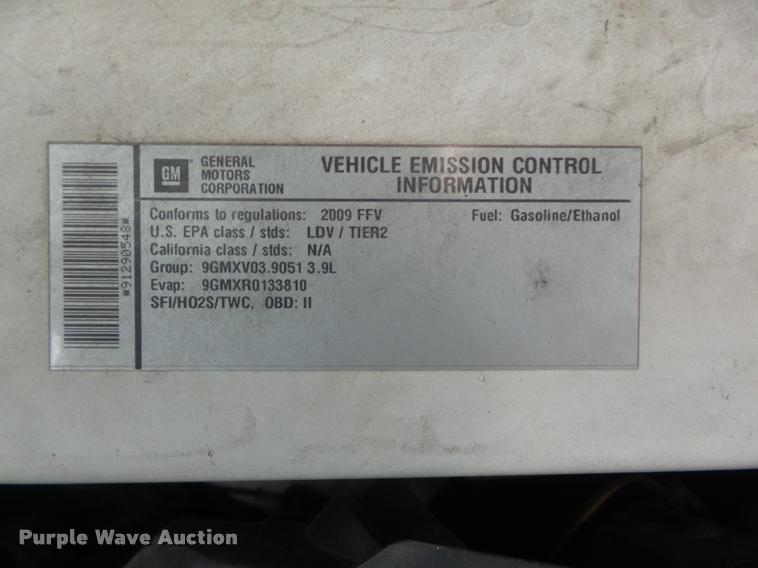 GM
GENERAL
MOTORS
CORPORATION
VEHICLE EMISSION CONTROL
INFORMATION
*91290548*
Conforms to regulations: 2009 FFV Fuel: Gasoline/Ethanol
U.S. EPA class / stds: LDV / TIER2
California class / stds: N/A
Group: 9GMXV03.9051 3.9L
Evap: 9GMXR0133810
SFI/HO2S/TWC, OBD: II
Purple Wave Auction